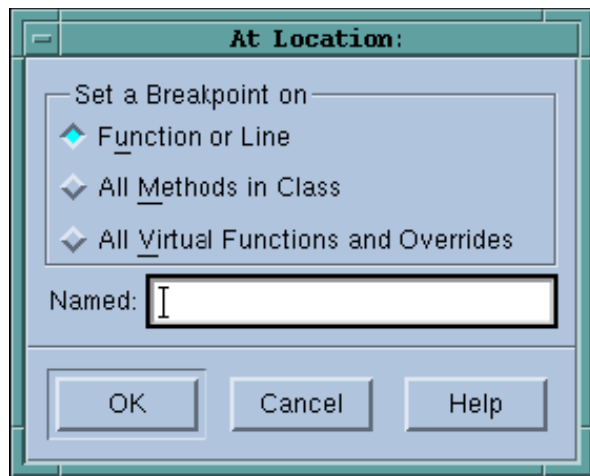 At Location:
Set a Breakpoint on
Function or Line
All Methods in Class
All Virtual Functions and Overrides
Named:
OK Cancel Help